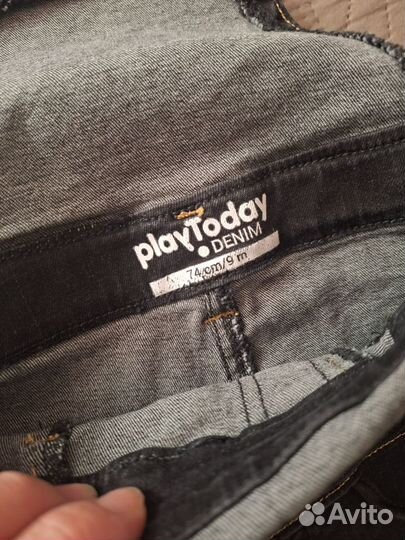 playToday
DENIM
74 cm/9 m
Avito